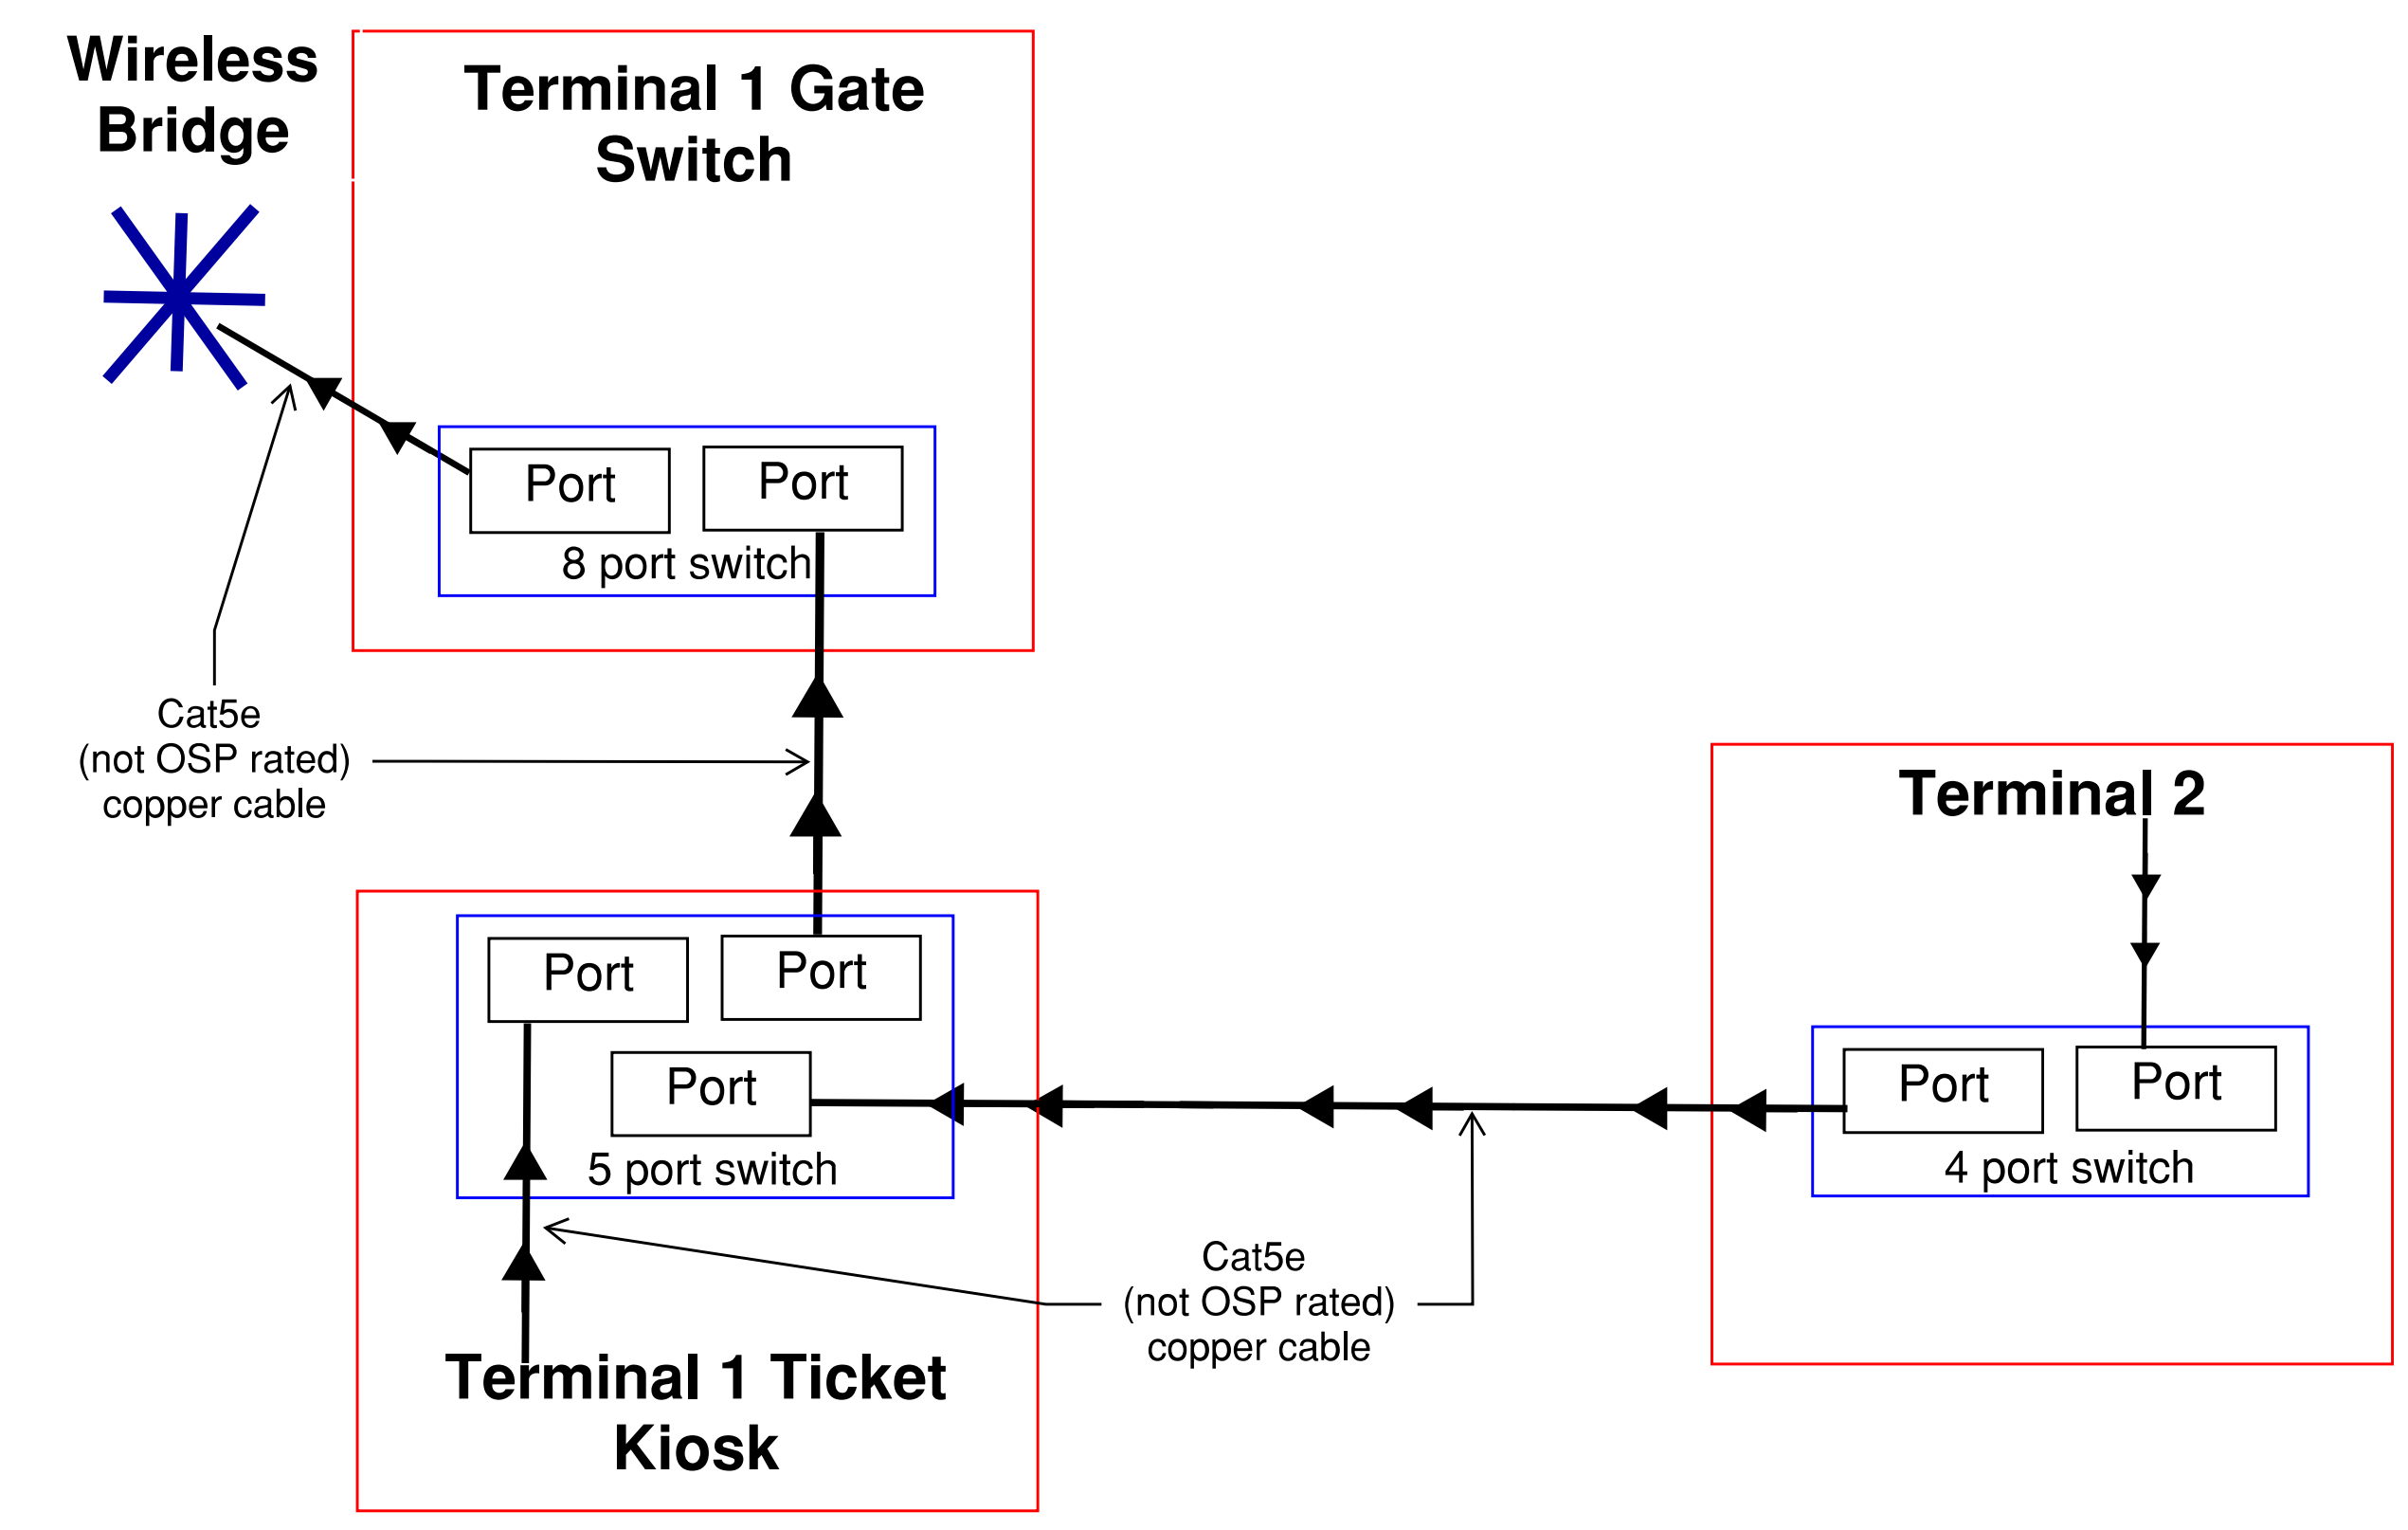 Wireless
Bridge
Terminal 1 Gate
Switch
Port
Port
8 port switch
Cat5e
(not OSP rated)
copper cable
Terminal 2
Port
Port
4 port switch
Port
Port
Port
5 port switch
Cat5e
(not OSP rated)
copper cable
Terminal 1 Ticket
Kiosk